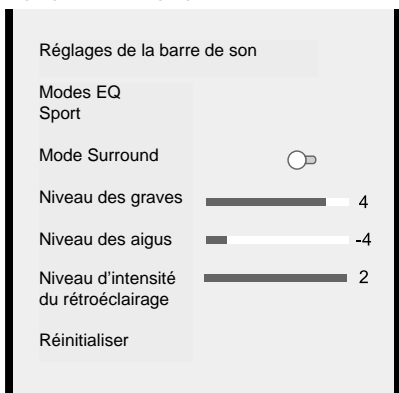 Réglages de la barre de son
Modes EQ
Sport
Mode Surround
Niveau des graves
4
Niveau des aigus
-4
Niveau d’intensité
du rétroéclairage
2
Réinitialiser